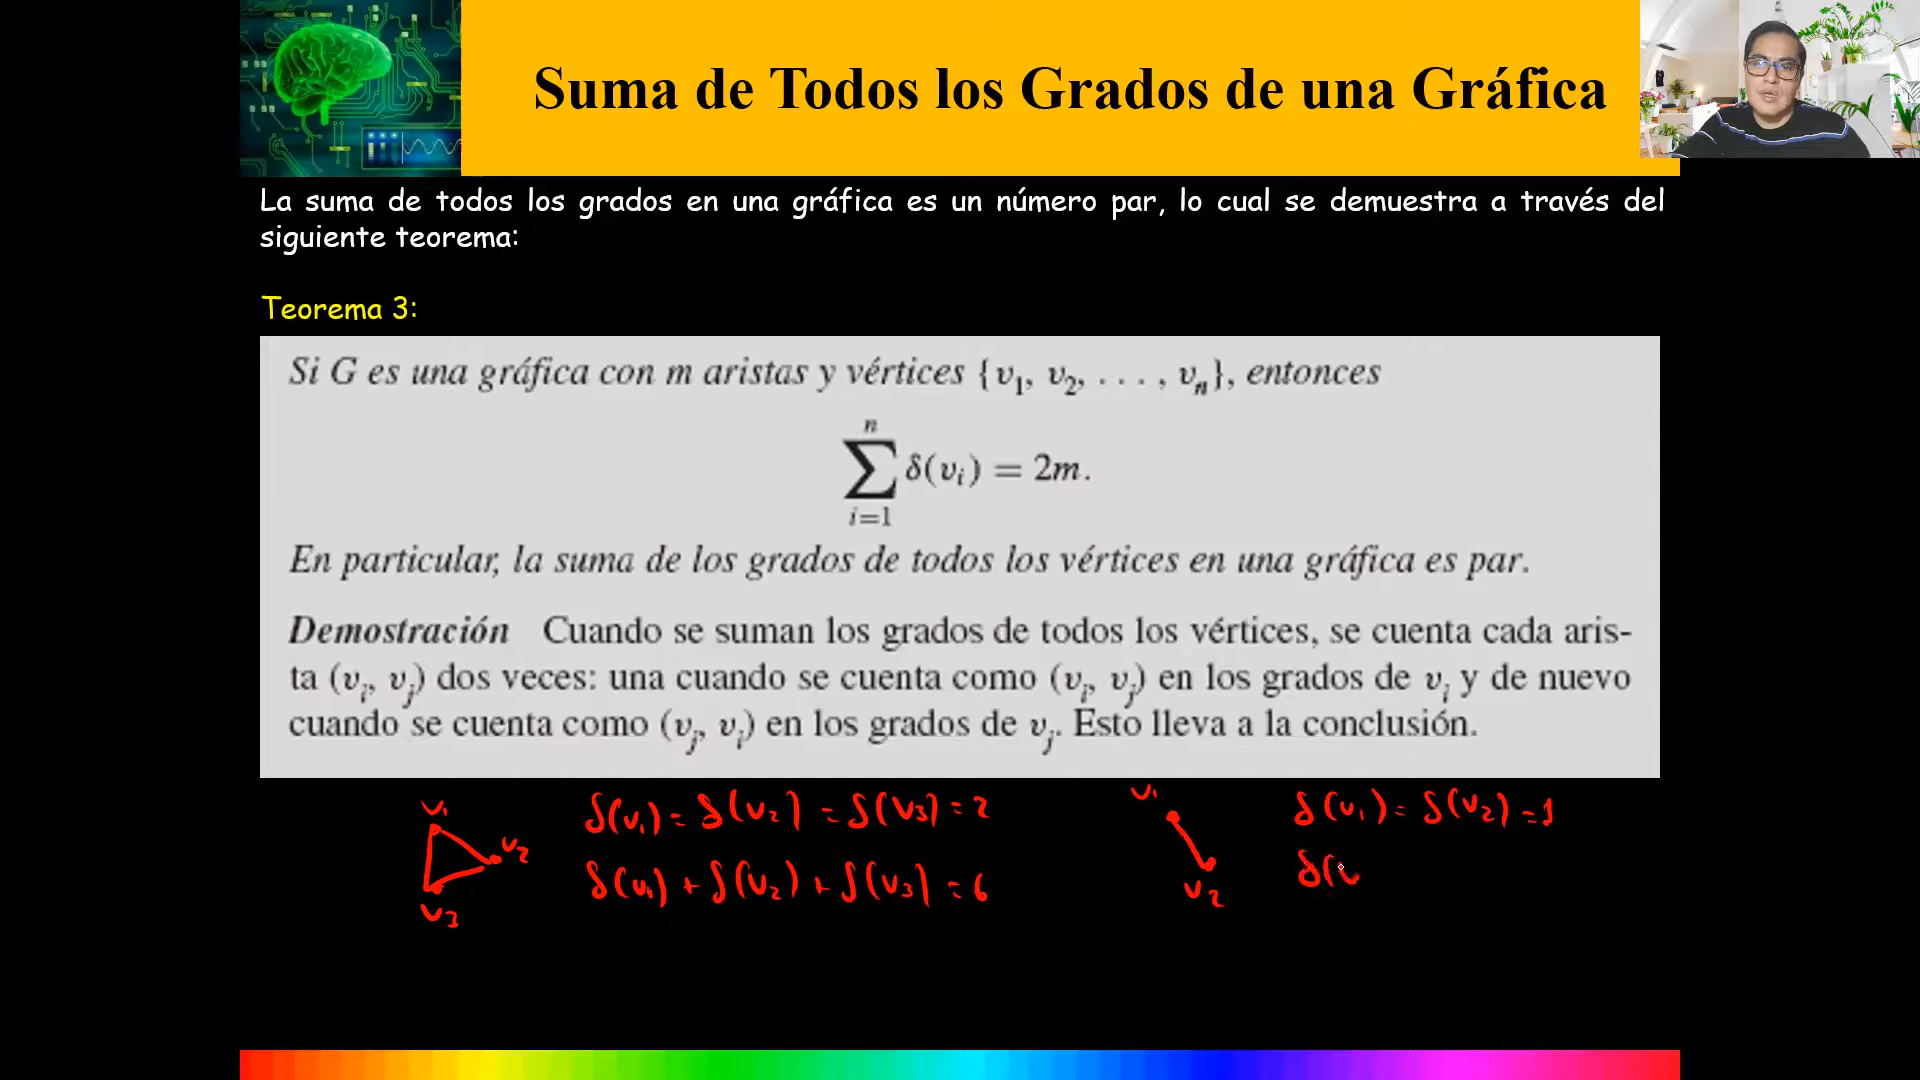 Suma de Todos los Grados de una Gráfica
La suma de todos los grados en una gráfica es un número par, lo cual se demuestra a través del
siguiente teorema:
Teorema 3:
Si G es una gráfica con m aristas y vértices {v₁, v₂, . . . , vₙ}, entonces
n
∑ δ(vᵢ) = 2m.
i=1
En particular, la suma de los grados de todos los vértices en una gráfica es par.
Demostración Cuando se suman los grados de todos los vértices, se cuenta cada aris-
ta (vᵢ, vⱼ) dos veces: una cuando se cuenta como (vᵢ, vⱼ) en los grados de vᵢ y de nuevo
cuando se cuenta como (vⱼ, vᵢ) en los grados de vⱼ. Esto lleva a la conclusión.
v₁
v₂
v₃
δ(v₁) = δ(v₂) = δ(v₃) = 2
δ(v₁) + δ(v₂) + δ(v₃) = 6
v₁
v₂
δ(v₁) = δ(v₂) = 1
δ(v